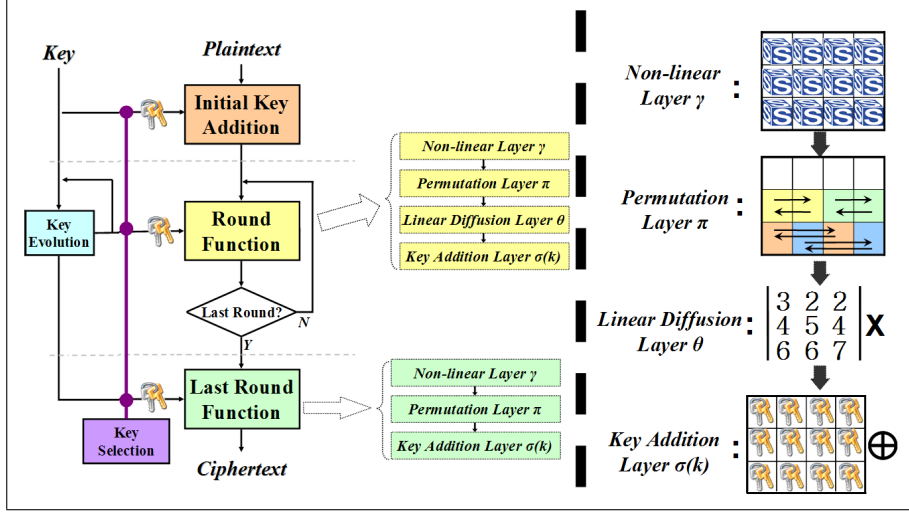 Key
Plaintext
Initial Key
Addition
Key
Evolution
Round
Function
Last Round?
N
Y
Last Round
Function
Key
Selection
Ciphertext
Non-linear Layer γ
Permutation Layer π
Linear Diffusion Layer θ
Key Addition Layer σ(k)
Non-linear Layer γ
Permutation Layer π
Key Addition Layer σ(k)
Non-linear
Layer γ :
S S S S
S S S S
S S S S
Permutation
Layer π :
Linear Diffusion
Layer θ :
3 2 2
4 5 4
6 6 7
X
Key Addition
Layer σ(k) :
⊕